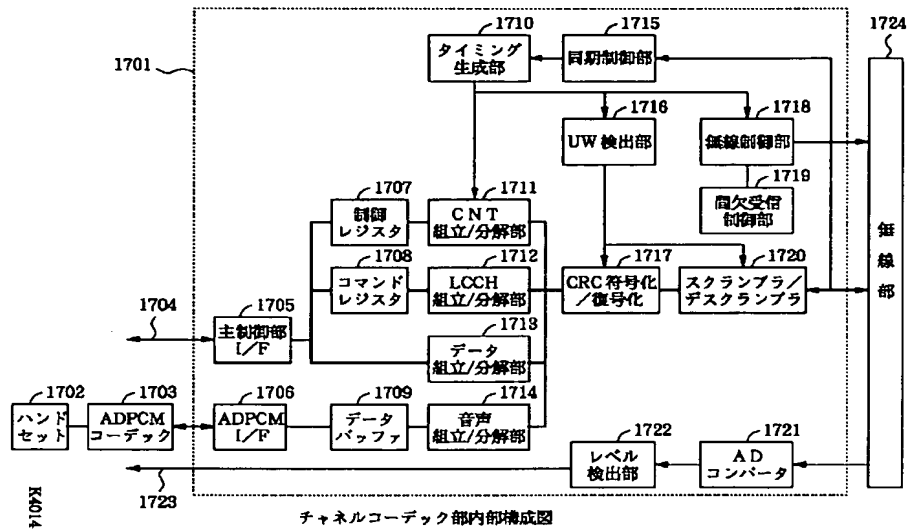 1701
1710
タイミング
生成部
1715
同期制御部
1724
無線部
1716
UW 検出部
1718
無線制御部
1719
間欠受信
制御部
1707
制御
レジスタ
1711
CNT
組立/分解部
1708
コマンド
レジスタ
1712
LCCH
組立/分解部
1717
CRC 符号化
/復号化
1720
スクランブラ/
デスクランブラ
1704
1705
主制御部
I/F
1713
データ
組立/分解部
1702
ハンド
セット
1703
ADPCM
コーデック
1706
ADPCM
I/F
1709
データ
バッファ
1714
音声
組立/分解部
1722
レベル
検出部
1721
AD
コンバータ
1723
K4014
チャネルコーデック部内部構成図